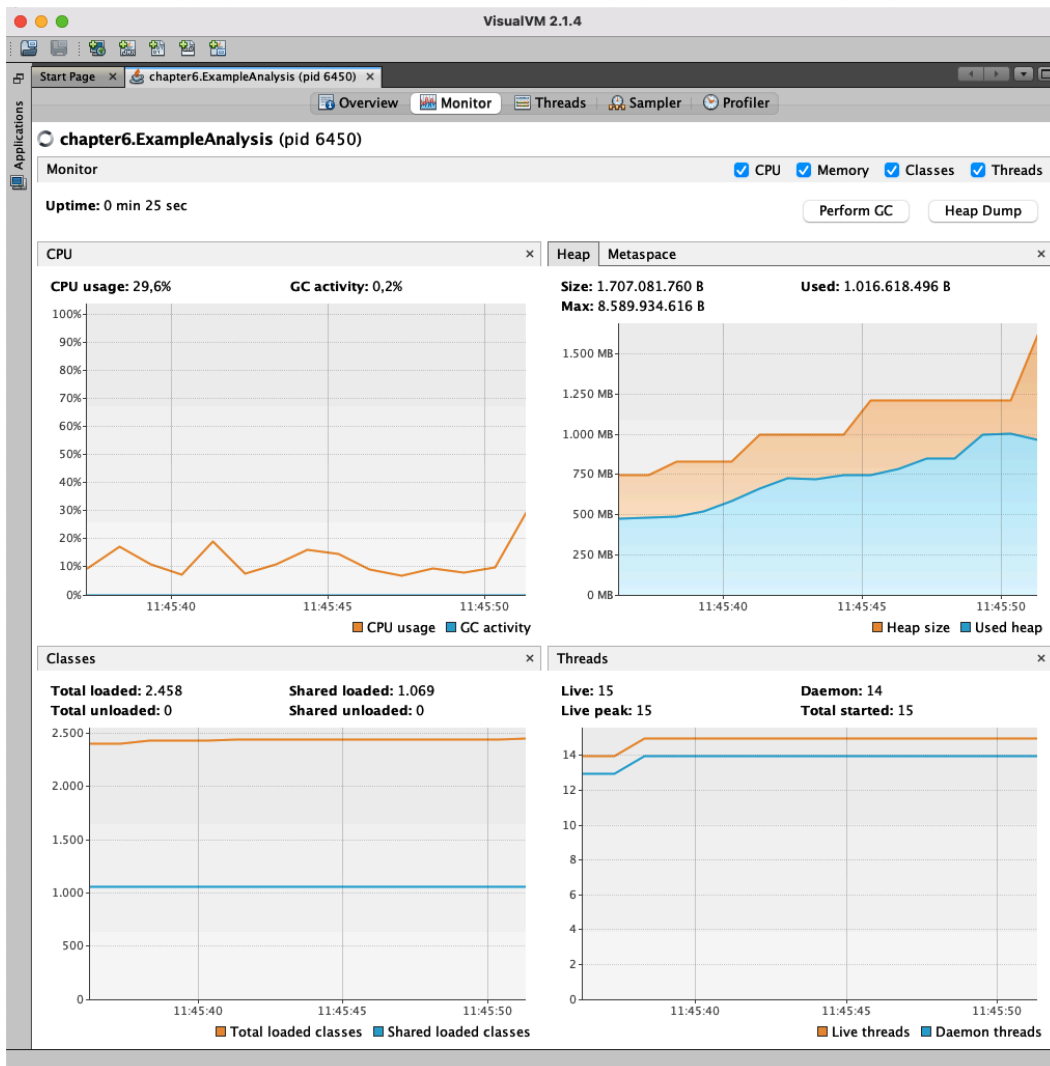 VisualVM 2.1.4
Start Page × chapter6.ExampleAnalysis (pid 6450) ×
Applications
Overview Monitor Threads Sampler Profiler
chapter6.ExampleAnalysis (pid 6450)
Monitor CPU Memory Classes Threads
Uptime: 0 min 25 sec Perform GC Heap Dump
CPU ×
CPU usage: 29,6% GC activity: 0,2%
100%
90%
80%
70%
60%
50%
40%
30%
20%
10%
0%
11:45:40 11:45:45 11:45:50
CPU usage GC activity
Heap Metaspace ×
Size: 1.707.081.760 B Used: 1.016.618.496 B
Max: 8.589.934.616 B
1.500 MB
1.250 MB
1.000 MB
750 MB
500 MB
250 MB
0 MB
11:45:40 11:45:45 11:45:50
Heap size Used heap
Classes ×
Total loaded: 2.458 Shared loaded: 1.069
Total unloaded: 0 Shared unloaded: 0
2.500
2.000
1.500
1.000
500
0
11:45:40 11:45:45 11:45:50
Total loaded classes Shared loaded classes
Threads ×
Live: 15 Daemon: 14
Live peak: 15 Total started: 15
14
12
10
8
6
4
2
0
11:45:40 11:45:45 11:45:50
Live threads Daemon threads